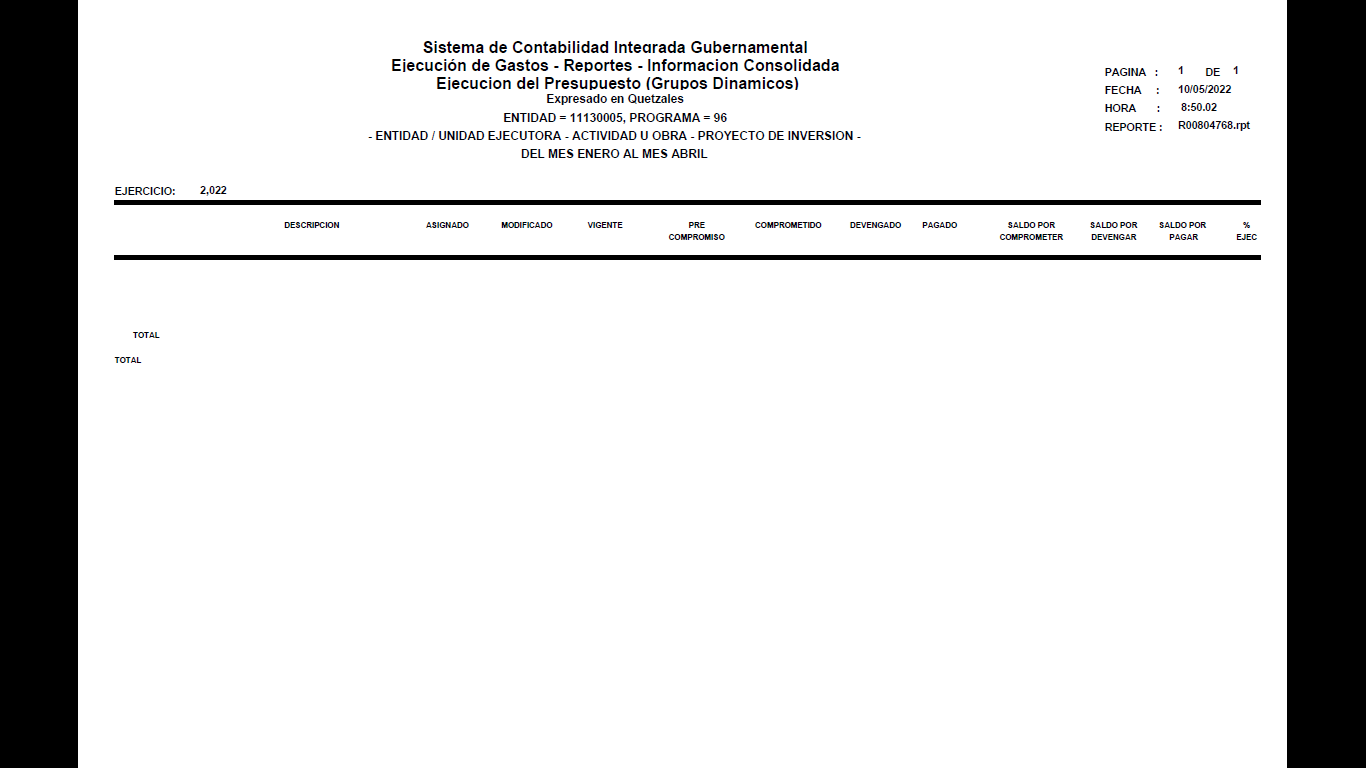 Sistema de Contabilidad Integrada Gubernamental
Ejecución de Gastos - Reportes - Informacion Consolidada
Ejecucion del Presupuesto (Grupos Dinamicos)
Expresado en Quetzales
ENTIDAD = 11130005, PROGRAMA = 96
- ENTIDAD / UNIDAD EJECUTORA - ACTIVIDAD U OBRA - PROYECTO DE INVERSION -
DEL MES ENERO AL MES ABRIL
PAGINA : 1 DE 1
FECHA : 10/05/2022
HORA : 8:50.02
REPORTE : R00804768.rpt
EJERCICIO: 2,022
DESCRIPCION ASIGNADO MODIFICADO VIGENTE PRE COMPROMETIDO DEVENGADO PAGADO SALDO POR SALDO POR SALDO POR %
COMPROMISO COMPROMETER DEVENGAR PAGAR EJEC
TOTAL
TOTAL